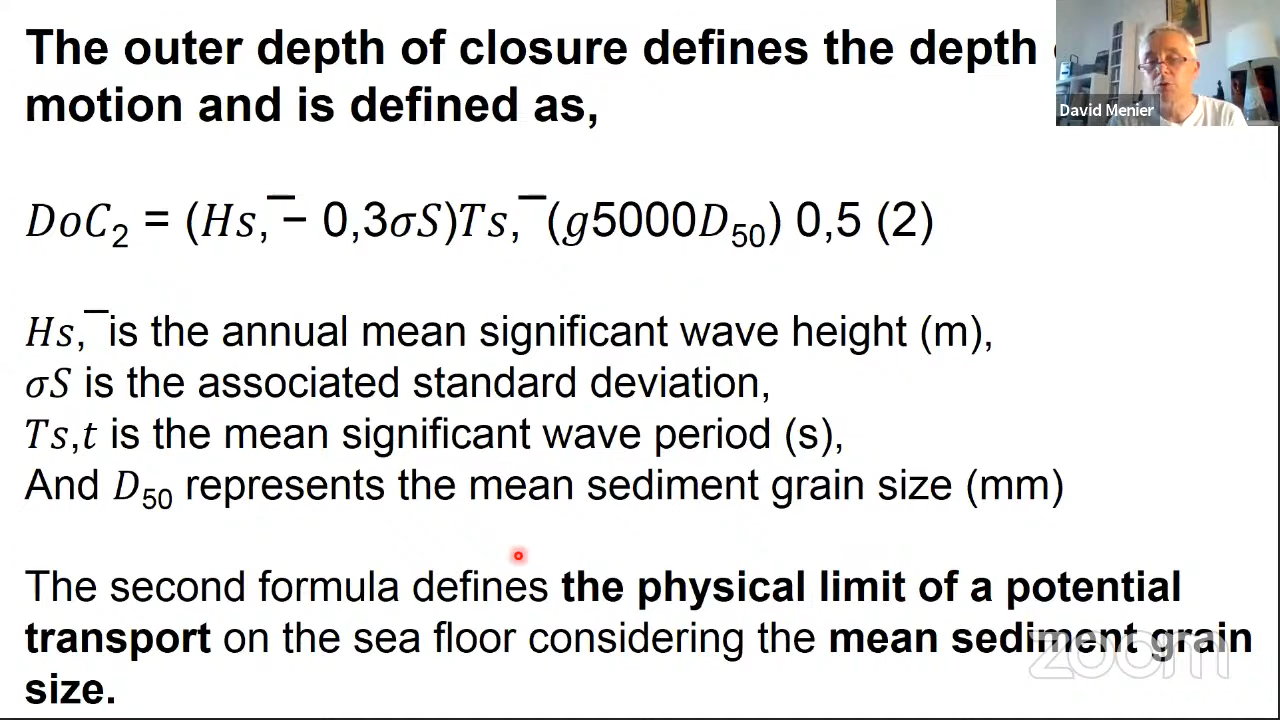 The outer depth of closure defines the depth
motion and is defined as,
David Menier
𝐷𝑜𝐶₂ = (𝐻𝑠,¯− 0,3𝜎𝑆)𝑇𝑠,¯(𝑔5000𝐷₅₀) 0,5 (2)
𝐻𝑠,¯is the annual mean significant wave height (m),
𝜎𝑆 is the associated standard deviation,
𝑇𝑠,𝑡 is the mean significant wave period (s),
And 𝐷₅₀ represents the mean sediment grain size (mm)
The second formula defines the physical limit of a potential
transport on the sea floor considering the mean sediment grain
size.
zoom